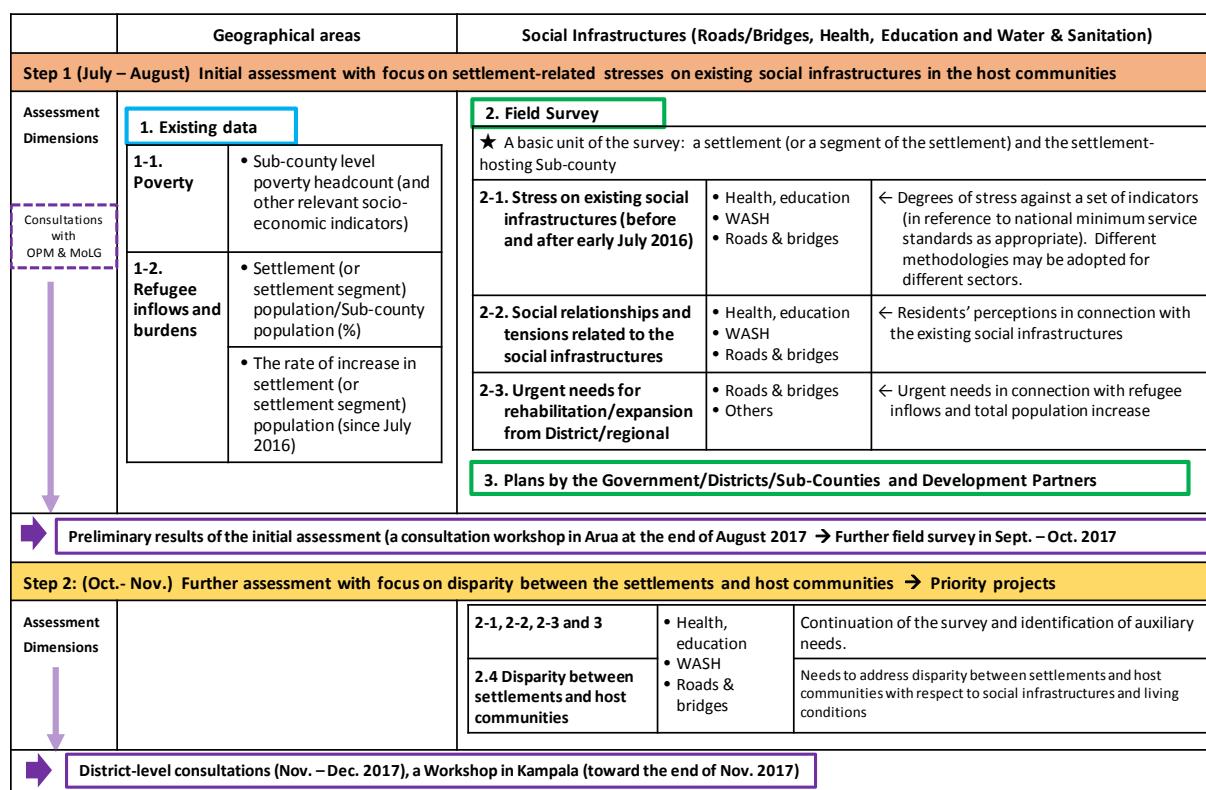 Geographical areas
Social Infrastructures (Roads/Bridges, Health, Education and Water & Sanitation)
Step 1 (July – August) Initial assessment with focus on settlement-related stresses on existing social infrastructures in the host communities
Assessment
Dimensions
Consultations
with
OPM & MoLG
1. Existing data
1-1.
Poverty
• Sub-county level
poverty headcount (and
other relevant socio-
economic indicators)
1-2.
Refugee
inflows and
burdens
• Settlement (or
settlement segment)
population/Sub-county
population (%)
• The rate of increase in
settlement (or
settlement segment)
population (since July
2016)
2. Field Survey
★ A basic unit of the survey: a settlement (or a segment of the settlement) and the settlement-
hosting Sub-county
2-1. Stress on existing social
infrastructures (before
and after early July 2016)
• Health, education
• WASH
• Roads & bridges
← Degrees of stress against a set of indicators
(in reference to national minimum service
standards as appropriate). Different
methodologies may be adopted for
different sectors.
2-2. Social relationships and
tensions related to the
social infrastructures
• Health, education
• WASH
• Roads & bridges
← Residents' perceptions in connection with
the existing social infrastructures
2-3. Urgent needs for
rehabilitation/expansion
from District/regional
• Roads & bridges
• Others
← Urgent needs in connection with refugee
inflows and total population increase
3. Plans by the Government/Districts/Sub-Counties and Development Partners
Preliminary results of the initial assessment (a consultation workshop in Arua at the end of August 2017 → Further field survey in Sept. – Oct. 2017
Step 2: (Oct.- Nov.) Further assessment with focus on disparity between the settlements and host communities → Priority projects
Assessment
Dimensions
2-1, 2-2, 2-3 and 3
• Health,
education
• WASH
• Roads &
bridges
Continuation of the survey and identification of auxiliary
needs.
2.4 Disparity between
settlements and host
communities
Needs to address disparity between settlements and host
communities with respect to social infrastructures and living
conditions
District-level consultations (Nov. – Dec. 2017), a Workshop in Kampala (toward the end of Nov. 2017)